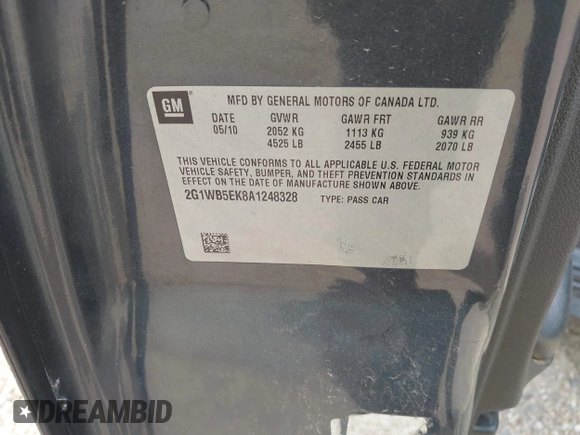 GM
MFD BY GENERAL MOTORS OF CANADA LTD.
DATE GVWR GAWR FRT GAWR RR
05/10 2052 KG 1113 KG 939 KG
4525 LB 2455 LB 2070 LB
THIS VEHICLE CONFORMS TO ALL APPLICABLE U.S. FEDERAL MOTOR
VEHICLE SAFETY, BUMPER, AND THEFT PREVENTION STANDARDS IN
EFFECT ON THE DATE OF MANUFACTURE SHOWN ABOVE.
2G1WB5EK8A1248328 TYPE: PASS CAR
DREAMBID